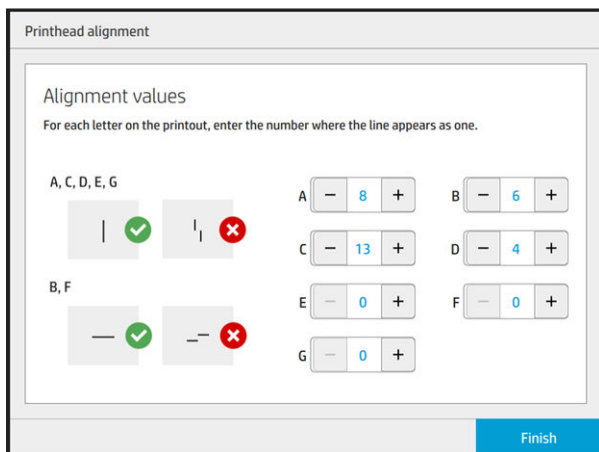 Printhead alignment
Alignment values
For each letter on the printout, enter the number where the line appears as one.
A, C, D, E, G
A − 8 +
B − 6 +
C − 13 +
D − 4 +
B, F
E − 0 +
F − 0 +
G − 0 +
Finish